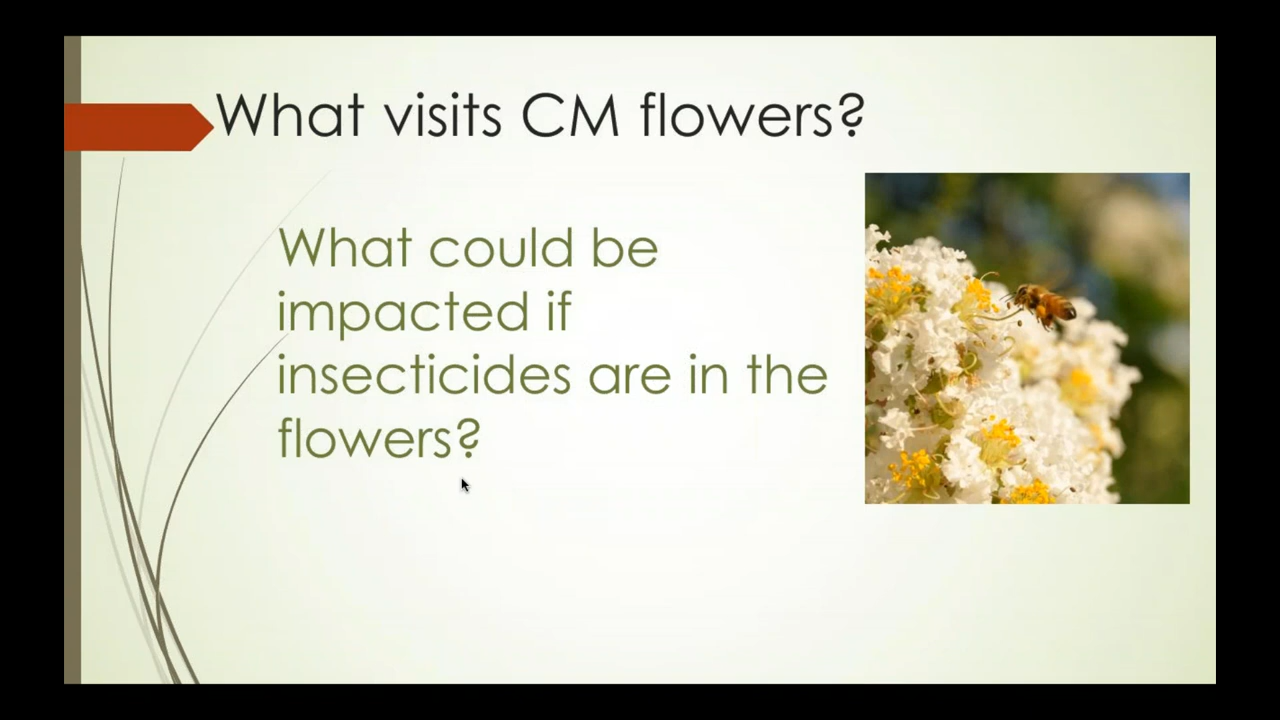 What visits CM flowers?
What could be
impacted if
insecticides are in the
flowers?